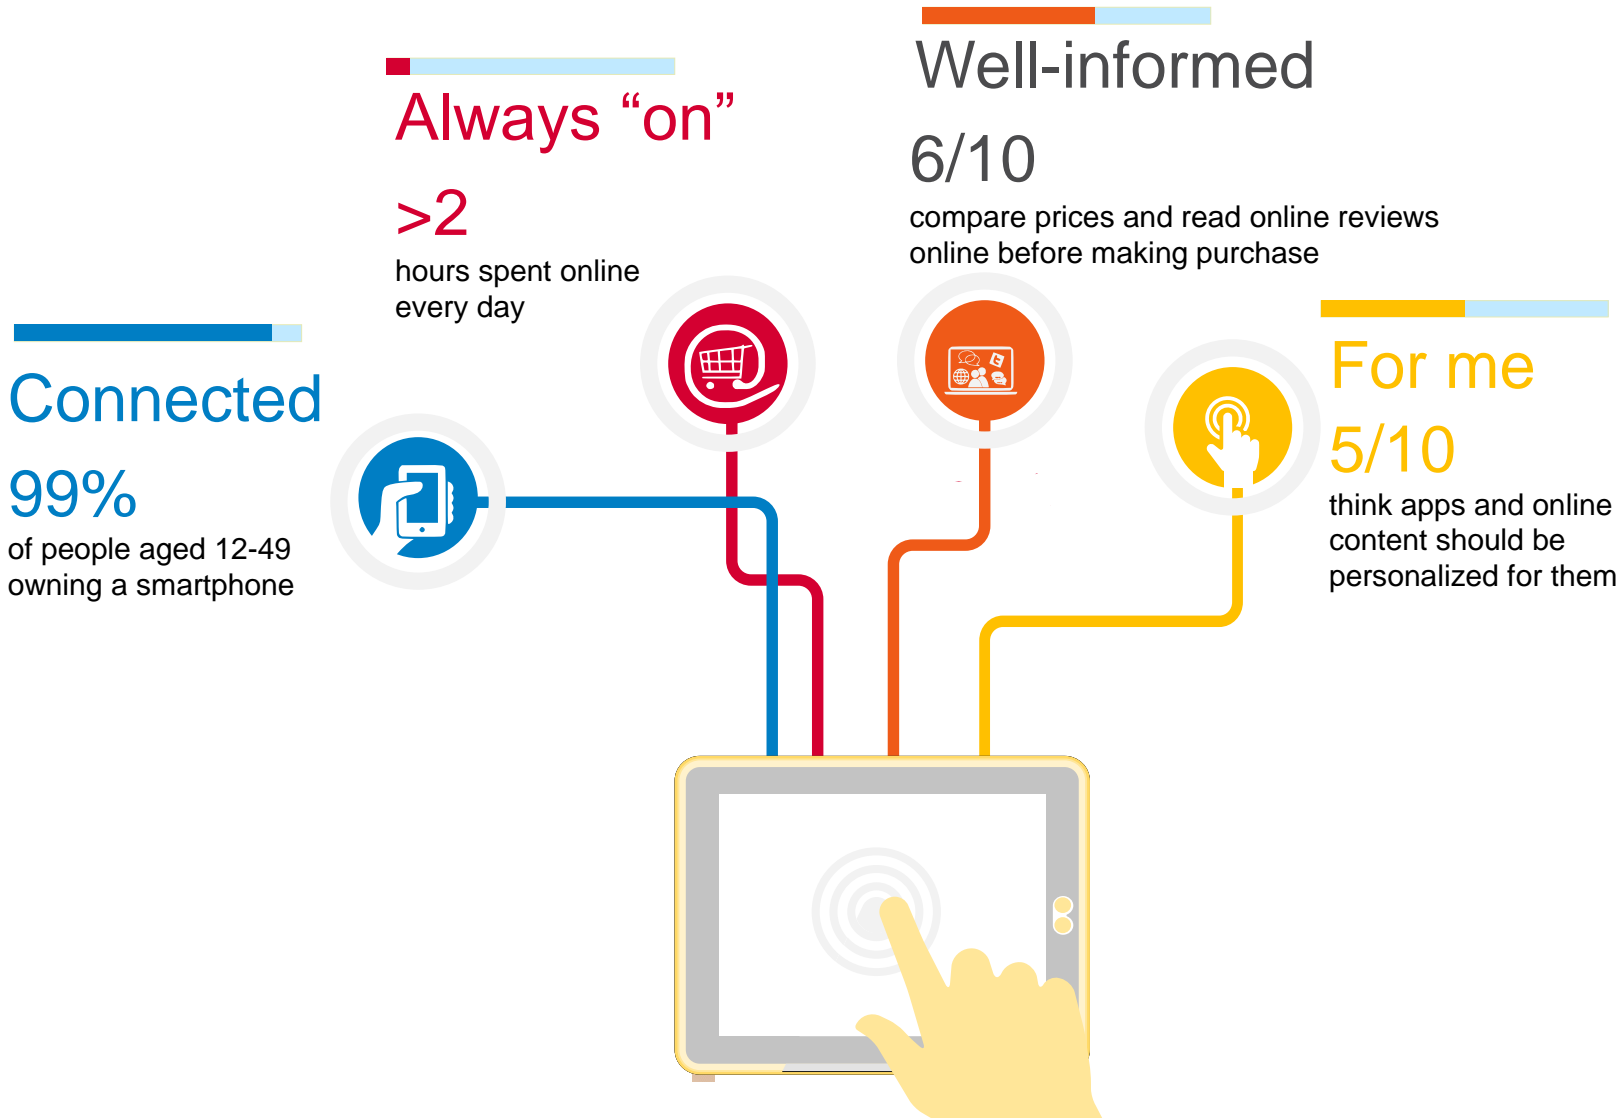 Connected
99%
of people aged 12-49
owning a smartphone
Always “on”
>2
hours spent online
every day
Well-informed
6/10
compare prices and read online reviews
online before making purchase
For me
5/10
think apps and online
content should be
personalized for them